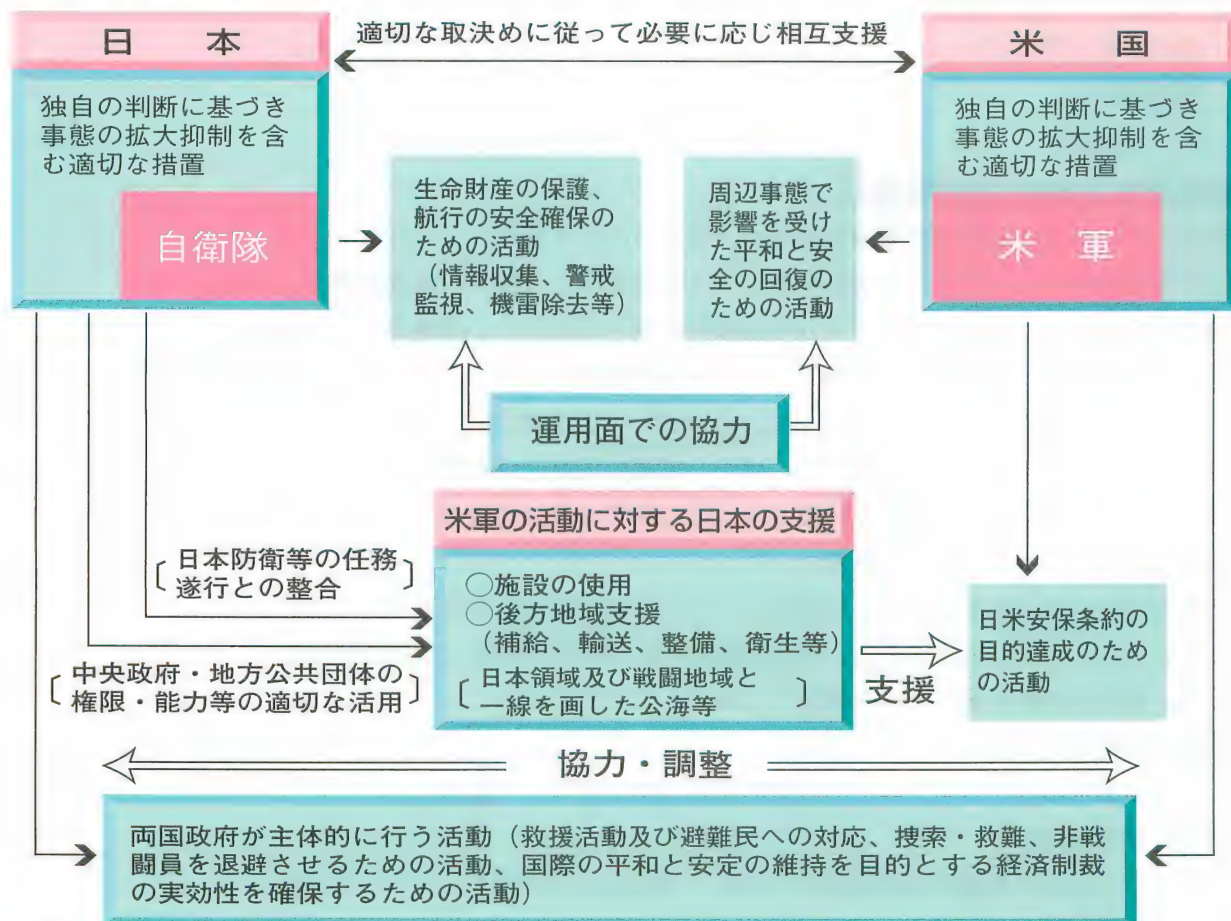 日 本
適切な取決めに従って必要に応じ相互支援
米 国
独自の判断に基づき
事態の拡大抑制を含
む適切な措置
自衛隊
生命財産の保護、
航行の安全確保の
ための活動
（情報収集、警戒
監視、機雷除去等）
周辺事態で
影響を受け
た平和と安
全の回復の
ための活動
独自の判断に基づき
事態の拡大抑制を含
む適切な措置
米 軍
運用面での協力
米軍の活動に対する日本の支援
○施設の使用
○後方地域支援
（補給、輸送、整備、衛生等）
〔日本領域及び戦闘地域と
一線を画した公海等〕
〔日本防衛等の任務
遂行との整合〕
〔中央政府・地方公共団体の
権限・能力等の適切な活用〕
支援
日米安保条約の
目的達成のため
の活動
協力・調整
両国政府が主体的に行う活動（救援活動及び避難民への対応、捜索・救難、非戦
闘員を退避させるための活動、国際の平和と安定の維持を目的とする経済制裁
の実効性を確保するための活動）